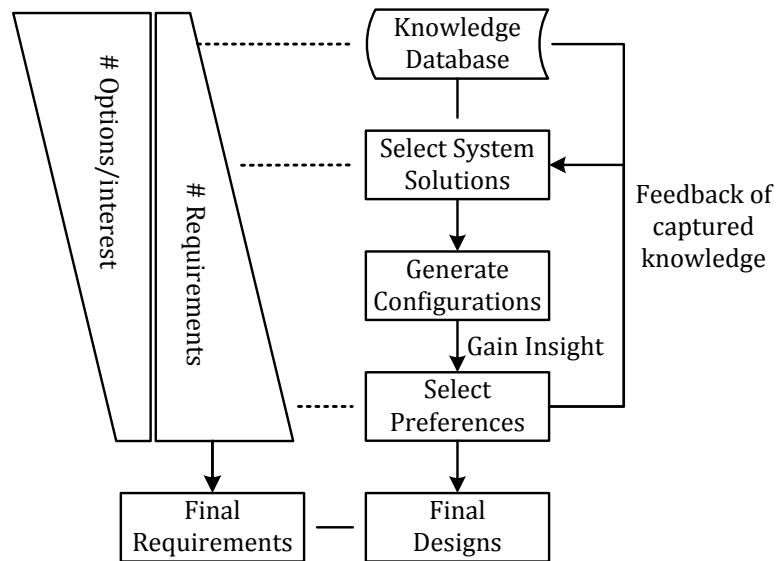 # Options/interest
# Requirements
Knowledge
Database
Select System
Solutions
Feedback of
captured
knowledge
Generate
Configurations
Gain Insight
Select
Preferences
Final
Requirements
Final
Designs